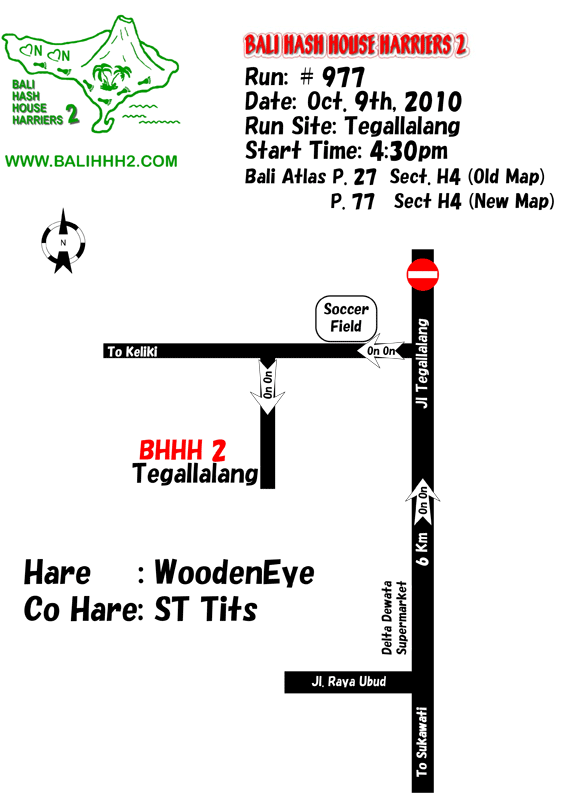 N N
BALI
HASH
HOUSE
HARRIERS 2
WWW.BALIHHH2.COM
BALI HASH HOUSE HARRIERS 2
Run: # 977
Date: Oct. 9th, 2010
Run Site: Tegallalang
Start Time: 4:30pm
Bali Atlas P. 27 Sect. H4 (Old Map)
P. 77 Sect H4 (New Map)
N
Soccer
Field
To Keliki
On On
Jl Tegallalang
On On
BHHH 2
Tegallalang
On On
6 Km
Hare : WoodenEye
Co Hare: ST Tits
Delta Dewata
Supermarket
Jl. Raya Ubud
To Sukawati